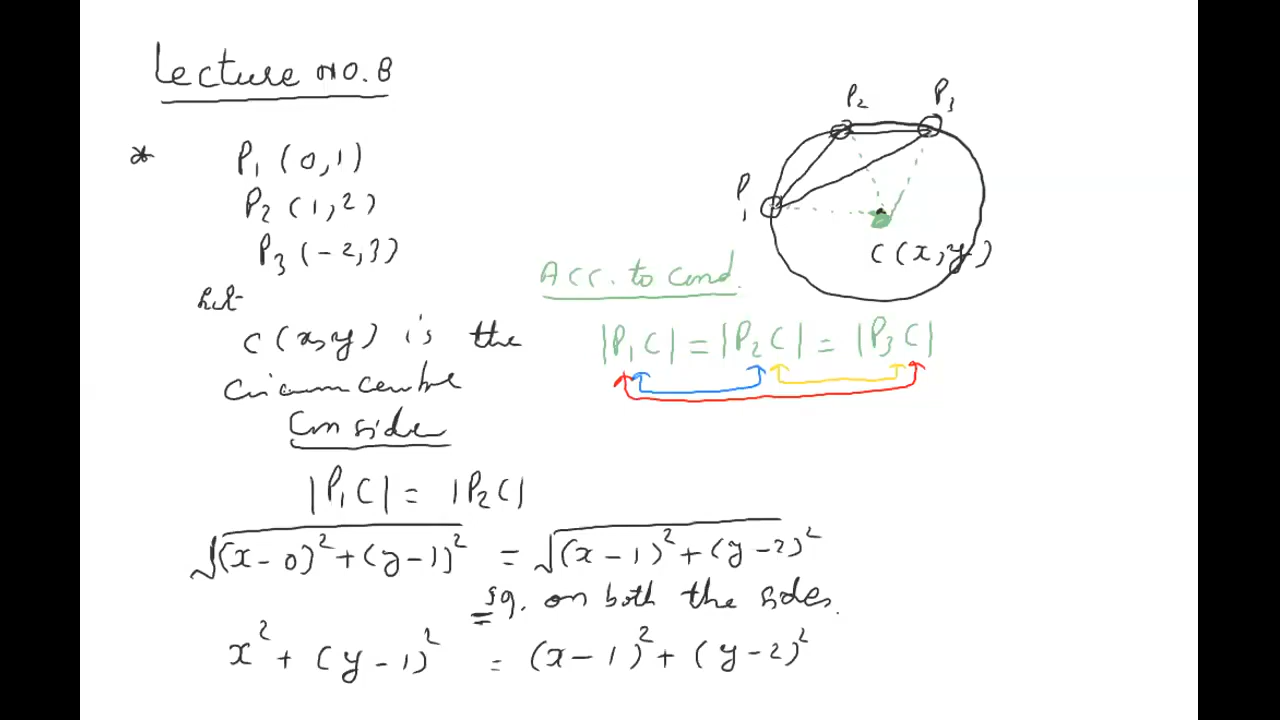 Lecture no. 8
* P₁ (0,1)
P₂ (1,2)
P₃ (-2,3)
let
C(x,y) is the
circumcentre
Consider
|P₁C| = |P₂C|
√((x-0)²+(y-1)²) = √((x-1)²+(y-2)²)
sq. on both the sides.
x² + (y-1)² = (x-1)² + (y-2)²
P₂
P₃
P₁
C(x,y)
Acc. to cond.
|P₁C| = |P₂C| = |P₃C|